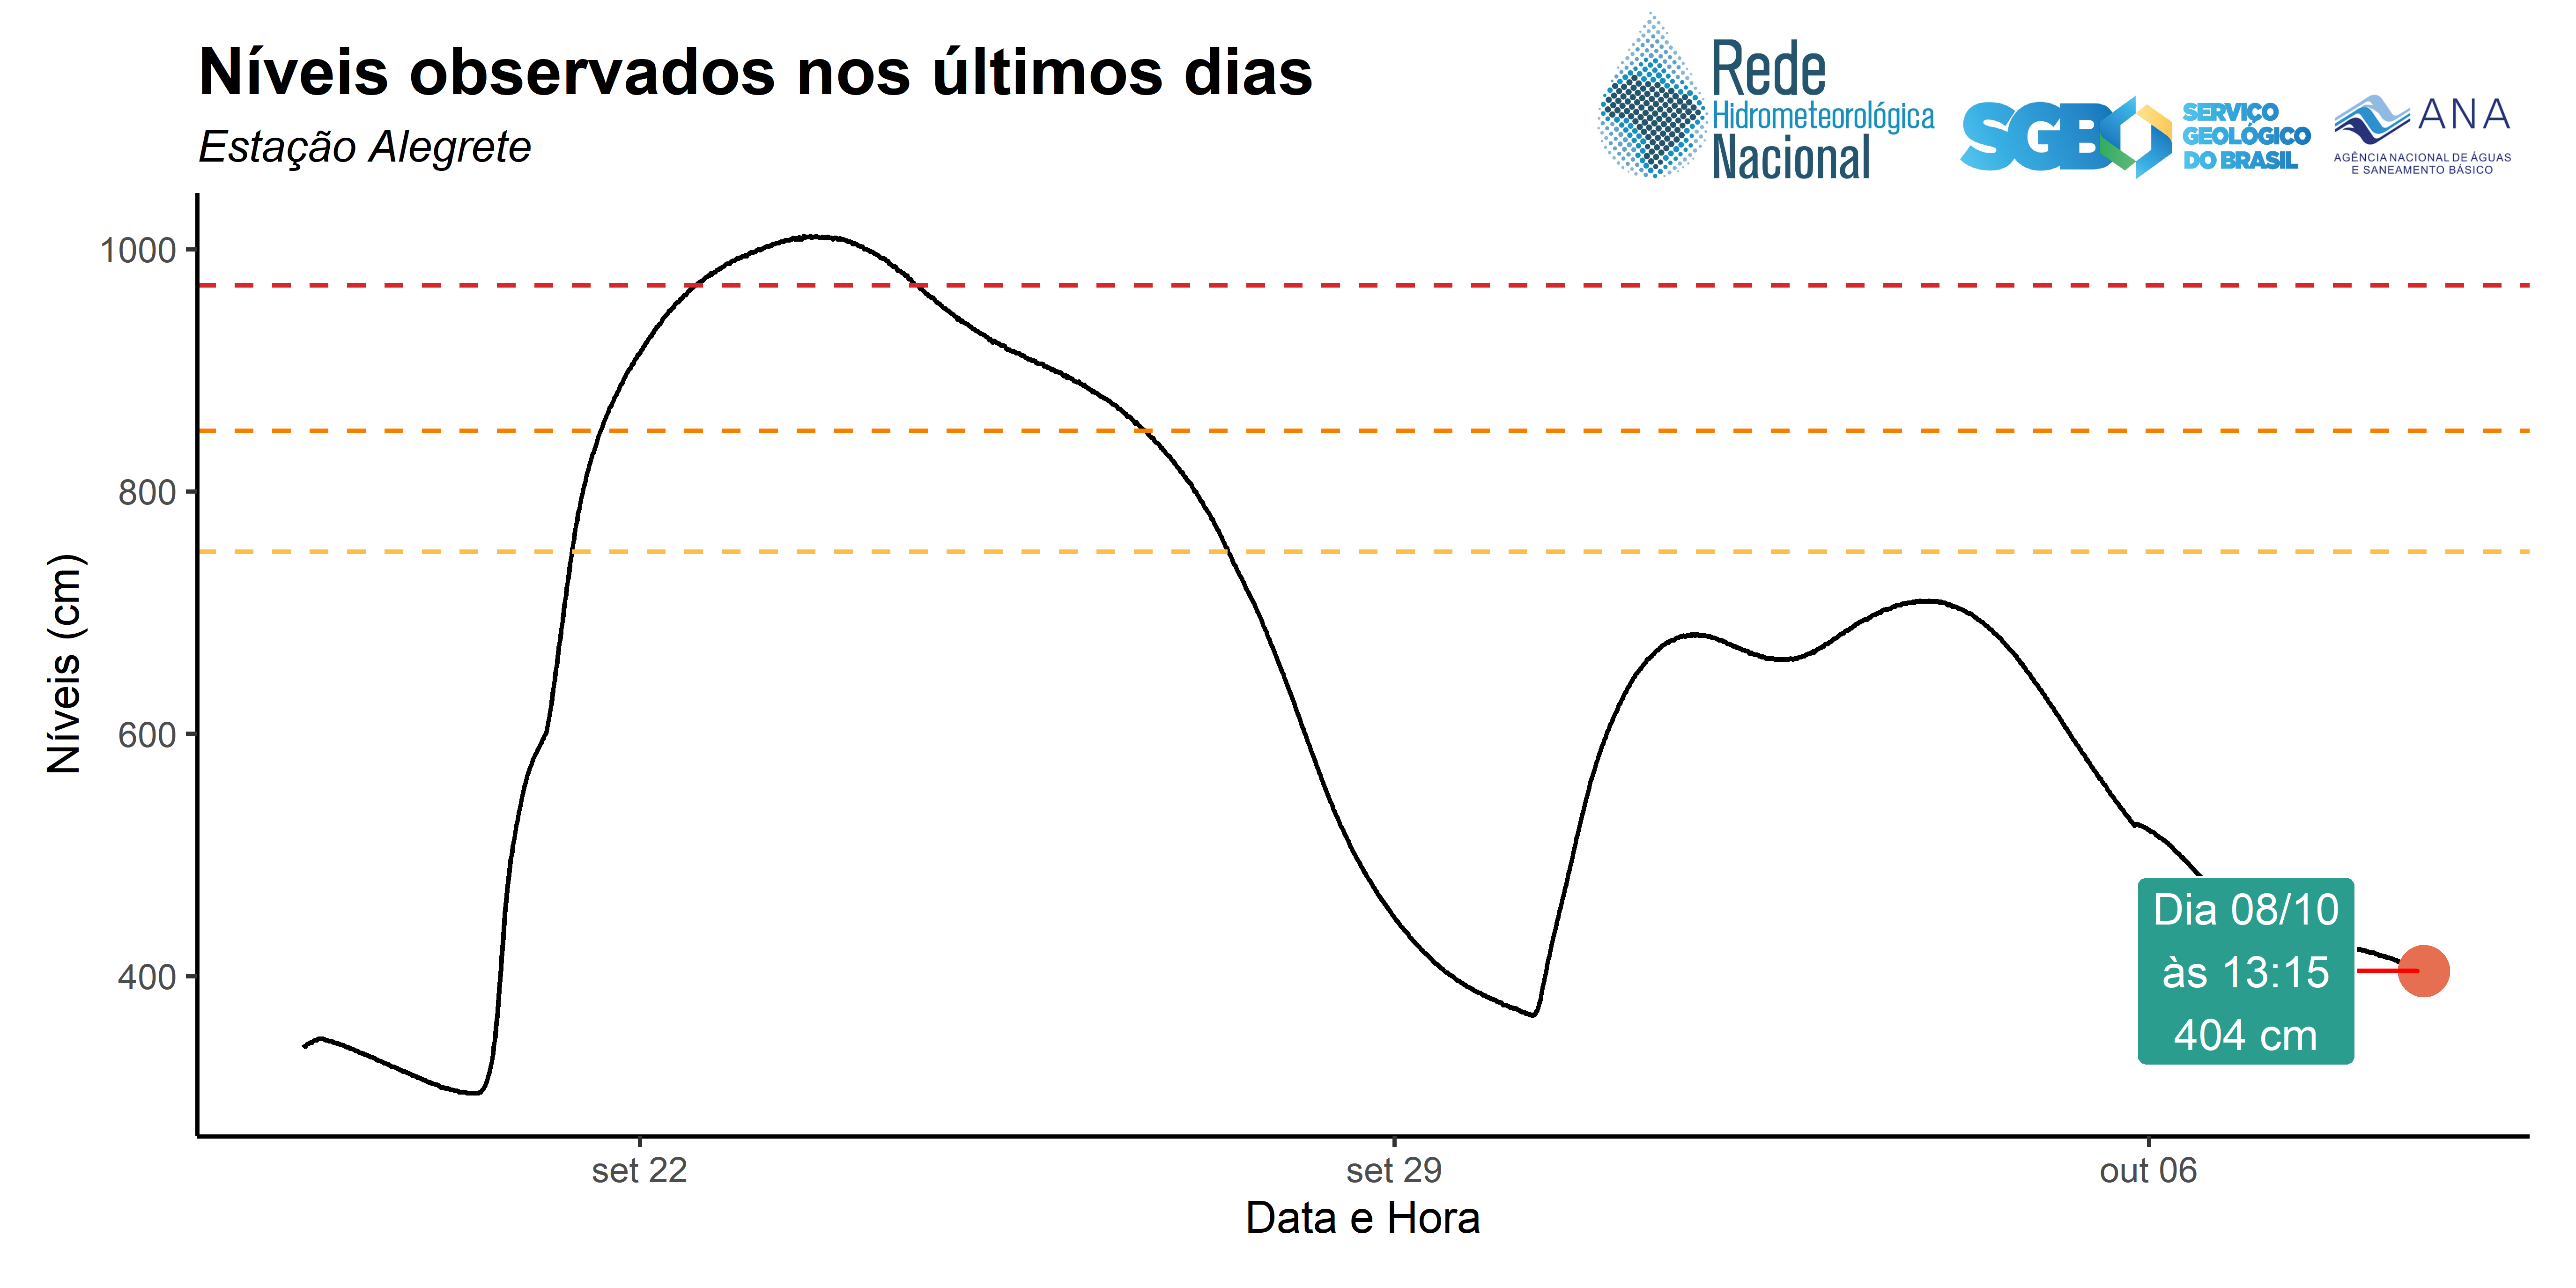 Níveis observados nos últimos dias
Estação Alegrete
Rede
Hidrometeorológica
Nacional
SGB
SERVIÇO
GEOLÓGICO
DO BRASIL
ANA
AGÊNCIA NACIONAL DE ÁGUAS
E SANEAMENTO BÁSICO
Níveis (cm)
1000
800
600
400
Dia 08/10
às 13:15
404 cm
set 22
set 29
out 06
Data e Hora